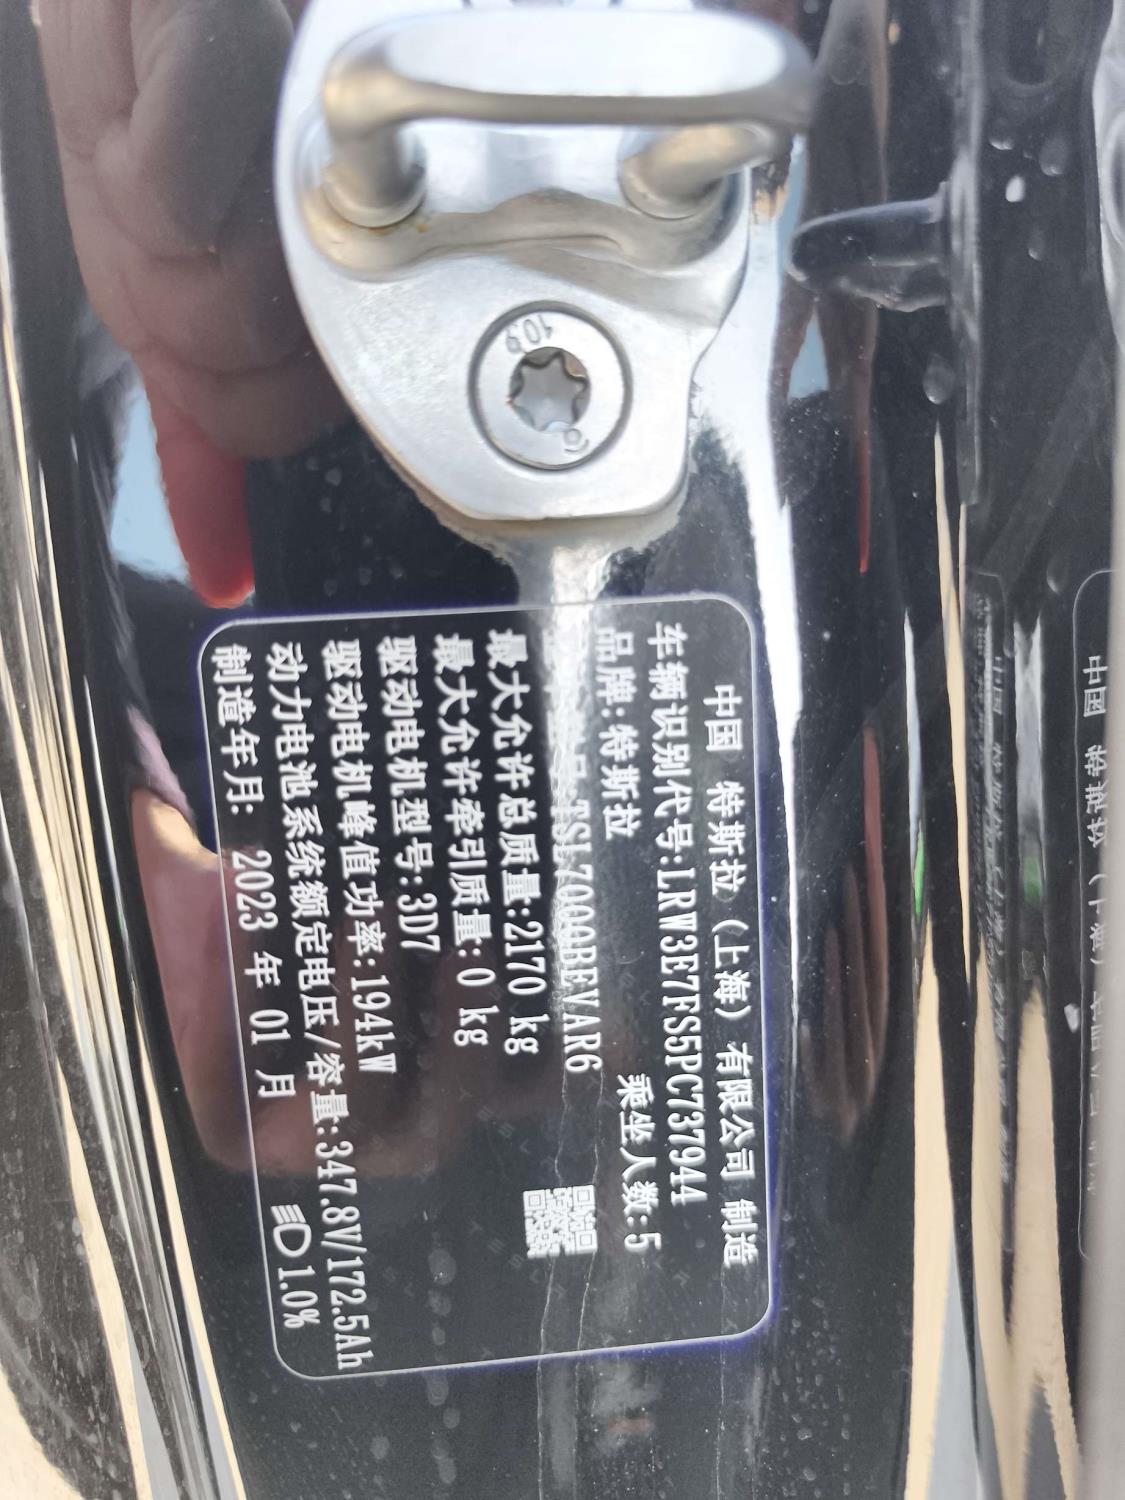 中国 特斯拉(上海)有限公司 制造
车辆识别代号:LRW3E7FS5PC737944
品牌:特斯拉 乘坐人数:5
号:TSL7000BEVAR6
最大允许总质量:2170 kg
最大允许牵引质量: 0 kg
驱动电机型号:3D7
驱动电机峰值功率:194kW
动力电池系统额定电压/容量:347.8V/172.5Ah
制造年月: 2023 年 01 月 1.0%
10.9